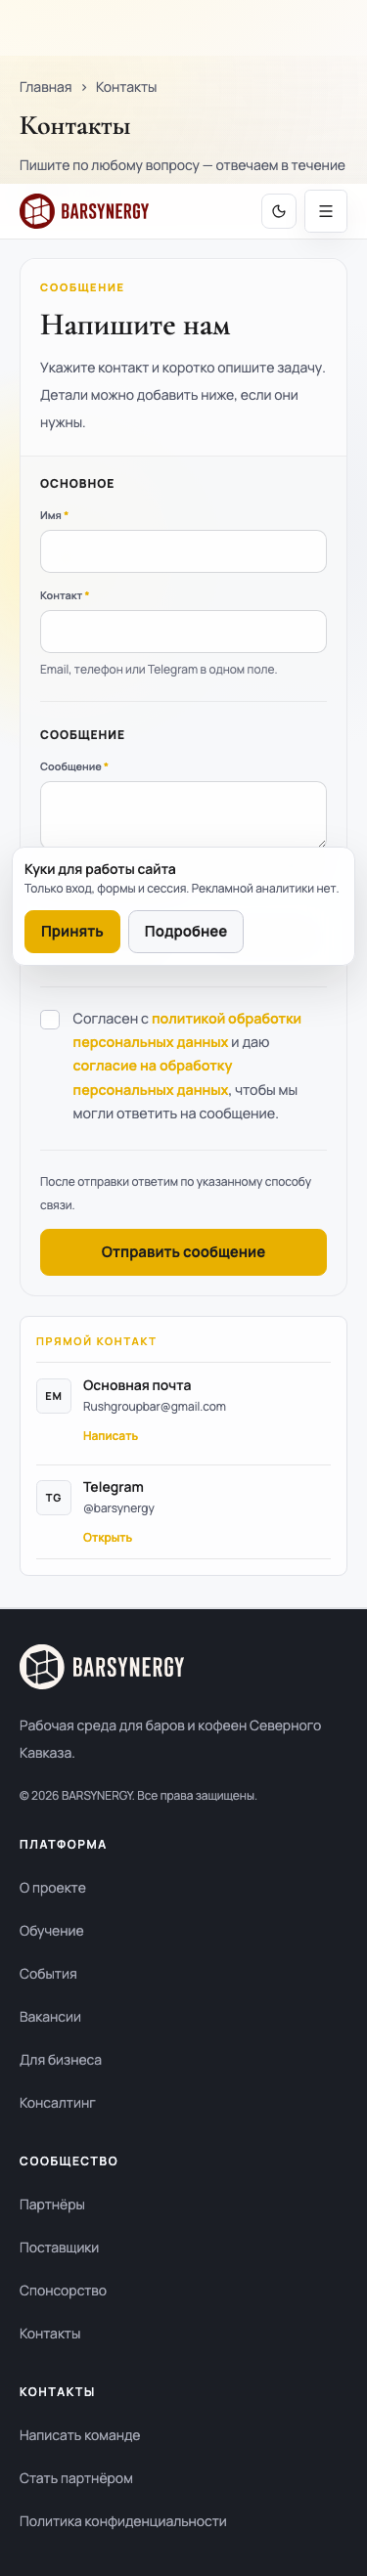 Главная › Контакты
Контакты
Пишите по любому вопросу — отвечаем в течение
BARSYNERGY
СООБЩЕНИЕ
Напишите нам
Укажите контакт и коротко опишите задачу.
Детали можно добавить ниже, если они
нужны.
ОСНОВНОЕ
Имя *
Контакт *
Email, телефон или Telegram в одном поле.
СООБЩЕНИЕ
Сообщение *
Куки для работы сайта
Только вход, формы и сессия. Рекламной аналитики нет.
Принять
Подробнее
Согласен с политикой обработки
персональных данных и даю
согласие на обработку
персональных данных, чтобы мы
могли ответить на сообщение.
После отправки ответим по указанному способу
связи.
Отправить сообщение
ПРЯМОЙ КОНТАКТ
EM
Основная почта
Rushgroupbar@gmail.com
Написать
TG
Telegram
@barsynergy
Открыть
BARSYNERGY
Рабочая среда для баров и кофеен Северного
Кавказа.
© 2026 BARSYNERGY. Все права защищены.
ПЛАТФОРМА
О проекте
Обучение
События
Вакансии
Для бизнеса
Консалтинг
СООБЩЕСТВО
Партнёры
Поставщики
Спонсорство
Контакты
КОНТАКТЫ
Написать команде
Стать партнёром
Политика конфиденциальности